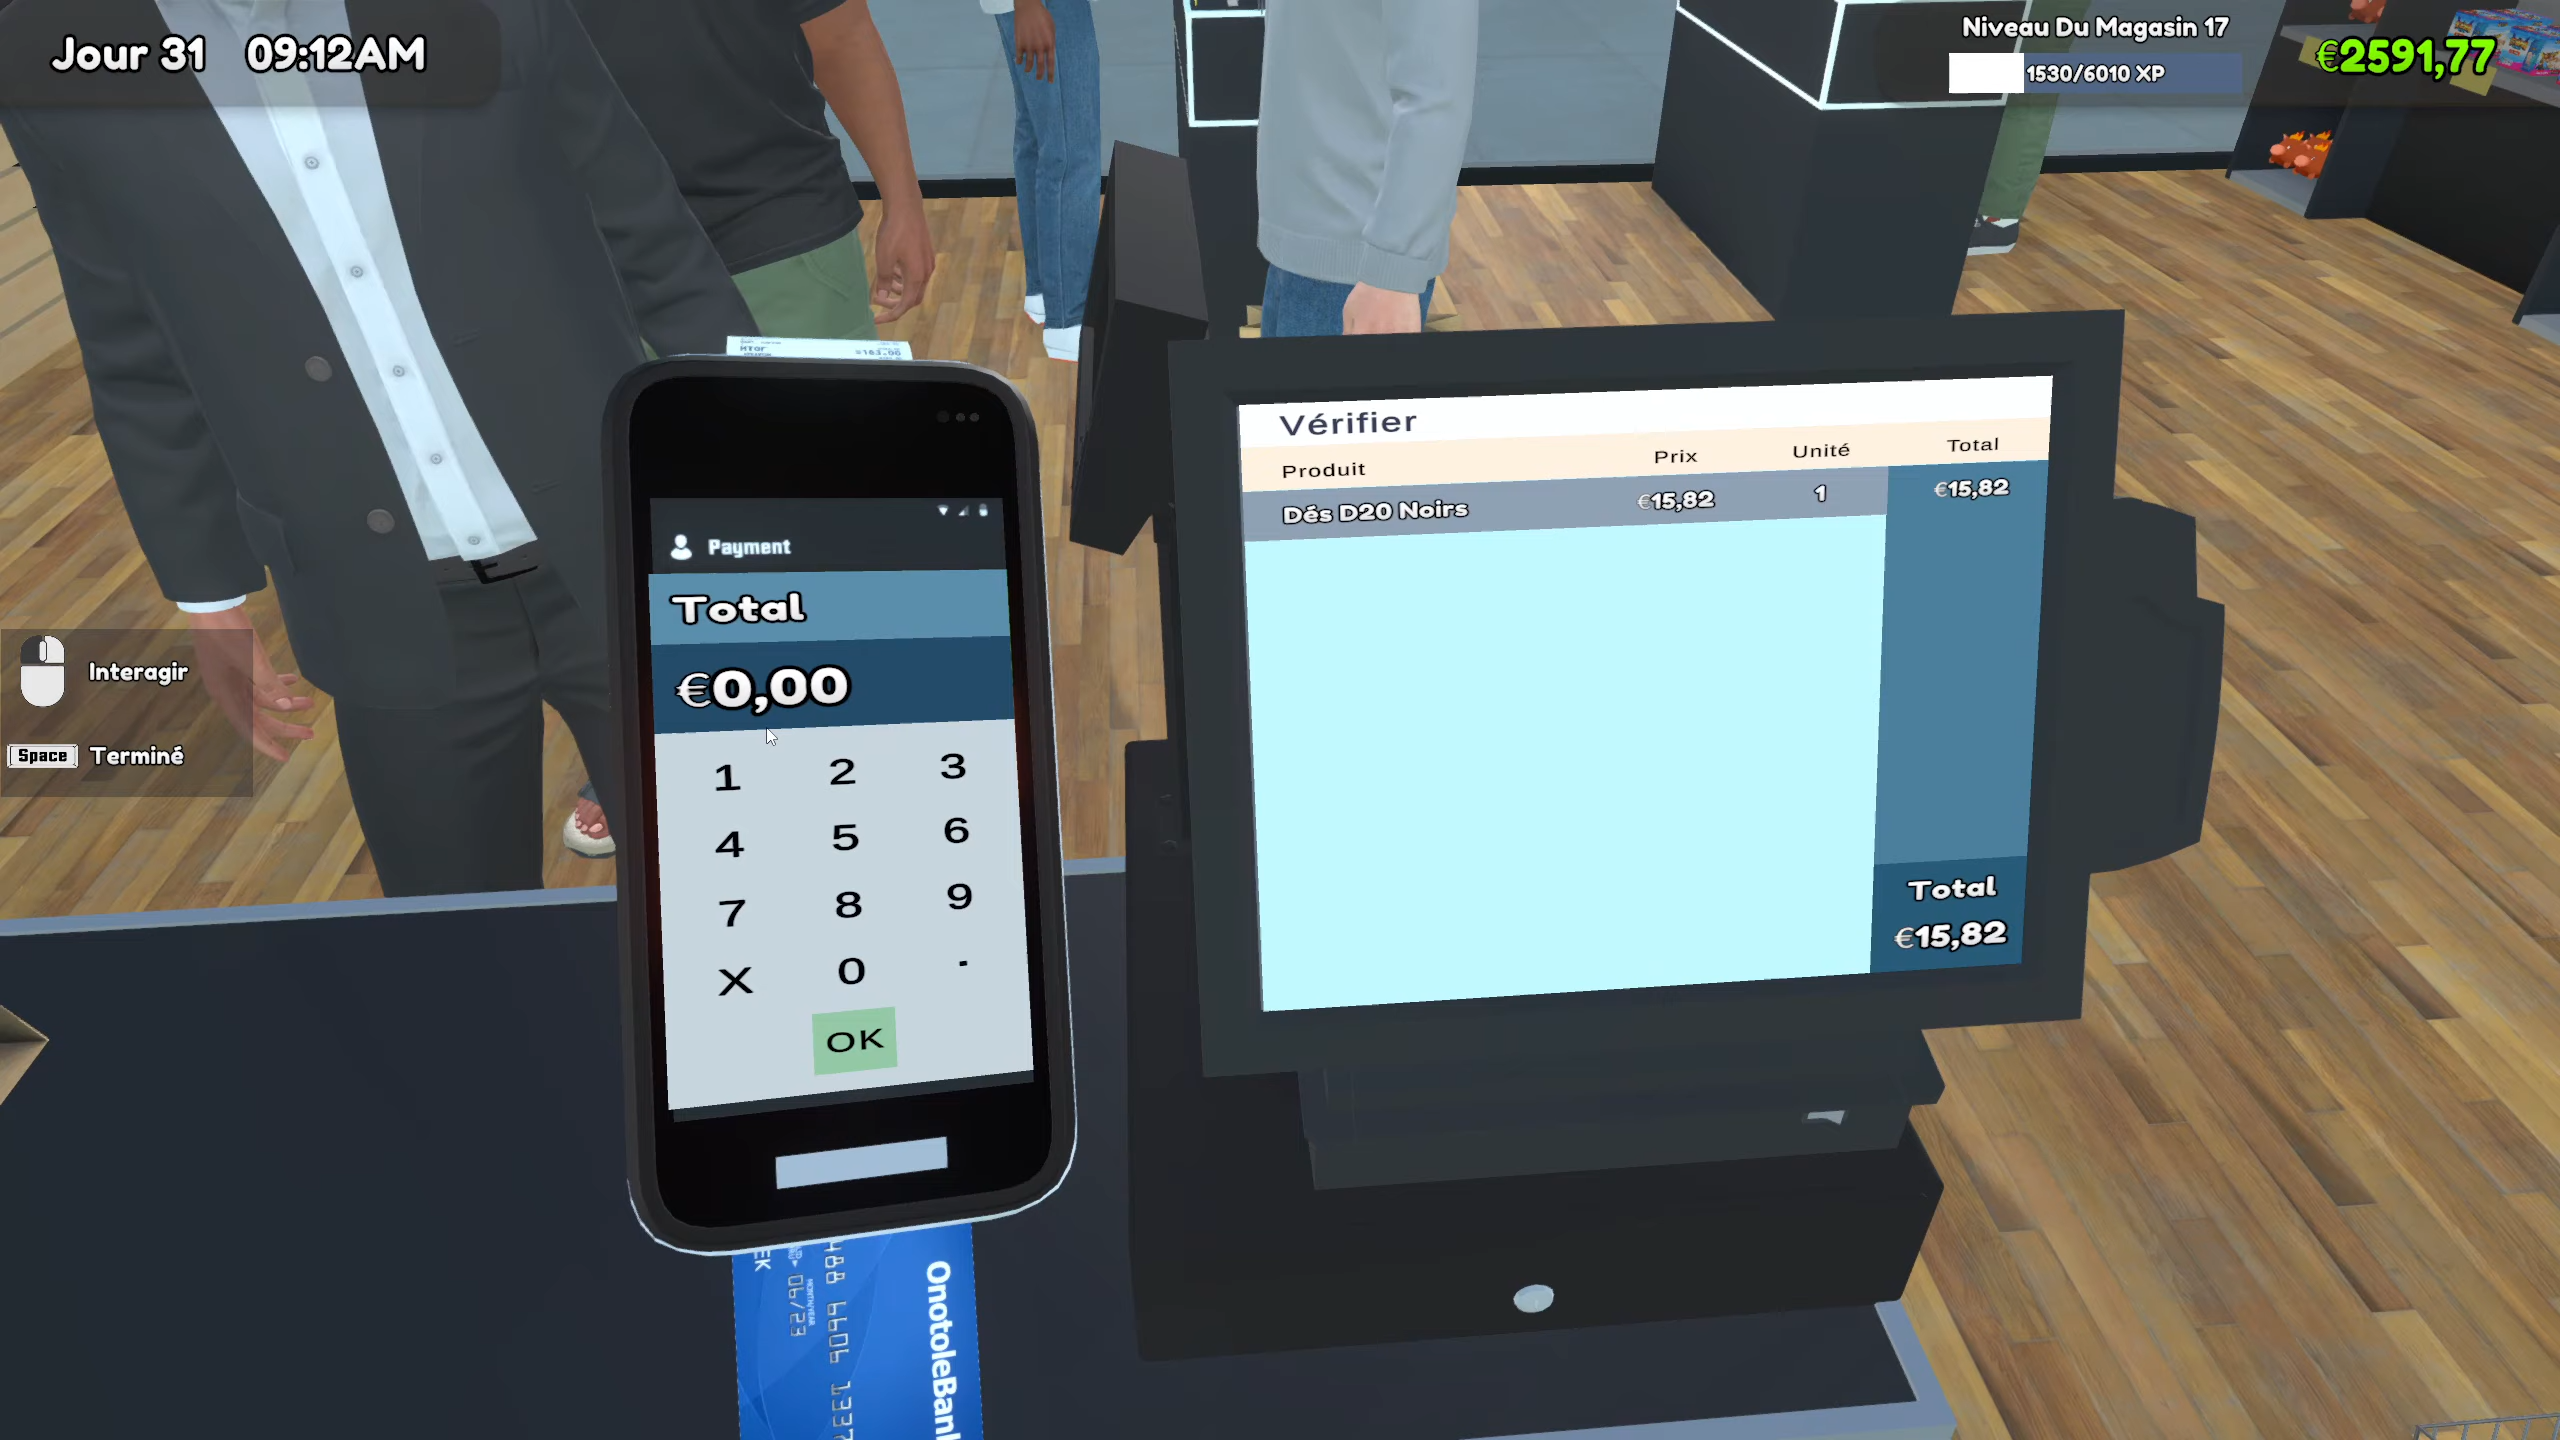 Jour 31 09:12AM
Niveau Du Magasin 17
1530/6010 XP
€2591,77
Interagir
Space Terminé
Payment
Total
€0,00
1 2 3
4 5 6
7 8 9
X 0 .
OK
Vérifier
Produit Prix Unité Total
Dés D20 Noirs €15,82 1 €15,82
Total
€15,82
OnotoleBank
06/23